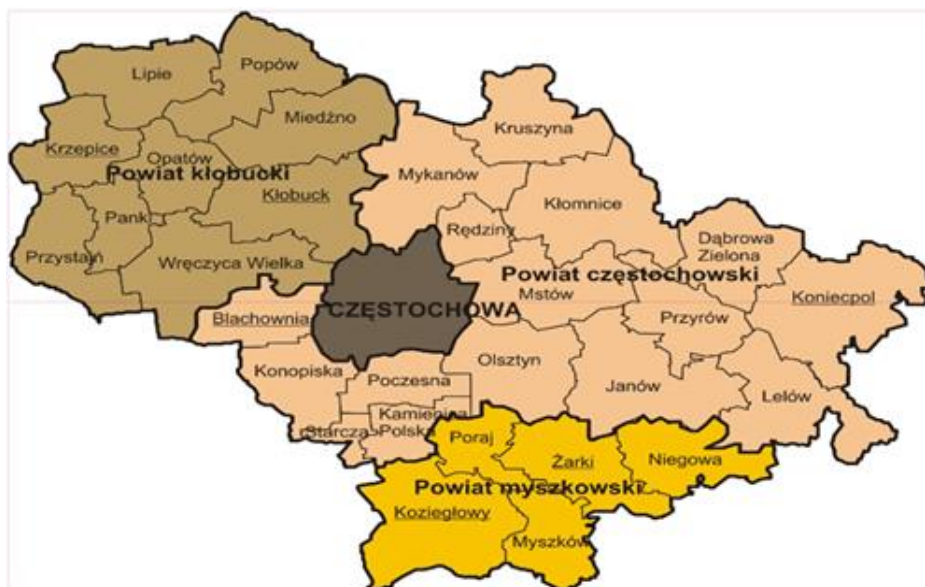 Lipie
Popów
Miedźno
Krzepice
Opatów
Powiat kłobucki
Kłobuck
Pank
Przystajń
Wręczyca Wielka
Kruszyna
Mykanów
Kłomnice
Rędziny
Dąbrowa
Zielona
Powiat częstochowski
Mstów
Koniecpol
Przyrów
CZĘSTOCHOWA
Blachownia
Olsztyn
Konopiska
Poczesna
Janów
Lelów
Kamienica
Polska
Starcza
Poraj
Żarki
Niegowa
Powiat myszkowski
Koziegłowy
Myszków